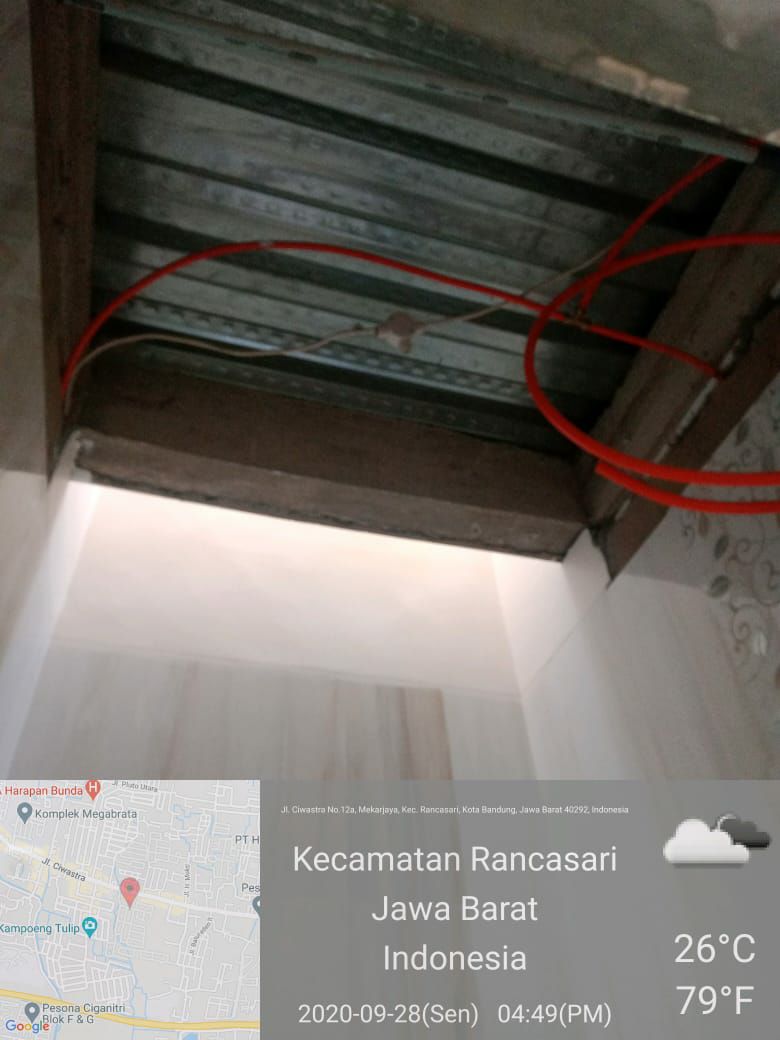 Harapan Bunda
H
Jl. Pluto Utara
Komplek Megabrata
PT H
Jl. Ciwastra
Pes
Kampoeng Tulip
Pesona Ciganitri
Blok F & G
Google
Jl. Ciwastra No.12a, Mekarjaya, Kec. Rancasari, Kota Bandung, Jawa Barat 40292, Indonesia
Kecamatan Rancasari
Jawa Barat
Indonesia
2020-09-28(Sen) 04:49(PM)
26°C
79°F